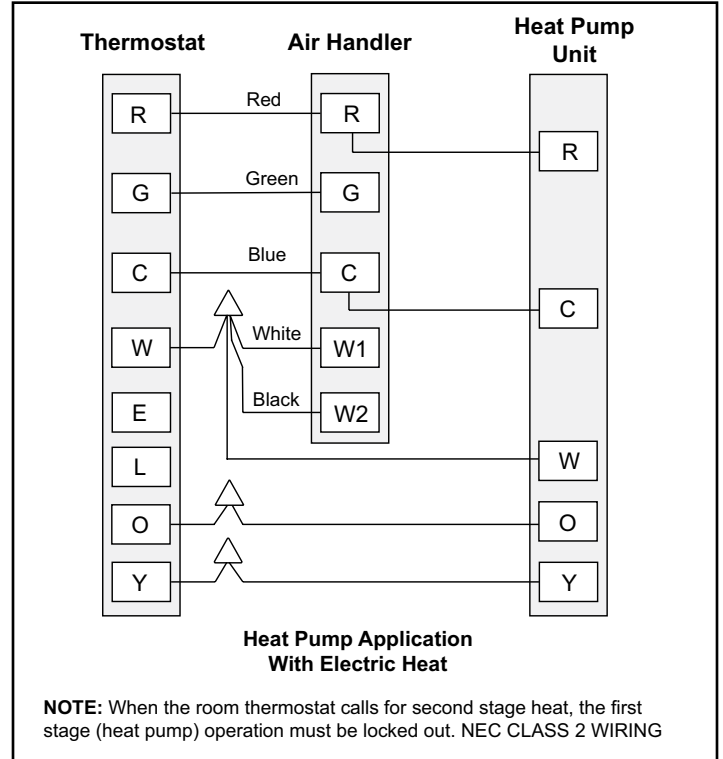 Thermostat
Air Handler
Heat Pump
Unit
R
Red
R
R
G
Green
G
C
Blue
C
C
W
White
W1
E
Black
W2
L
W
O
O
Y
Y
Heat Pump Application
With Electric Heat
NOTE: When the room thermostat calls for second stage heat, the first
stage (heat pump) operation must be locked out. NEC CLASS 2 WIRING